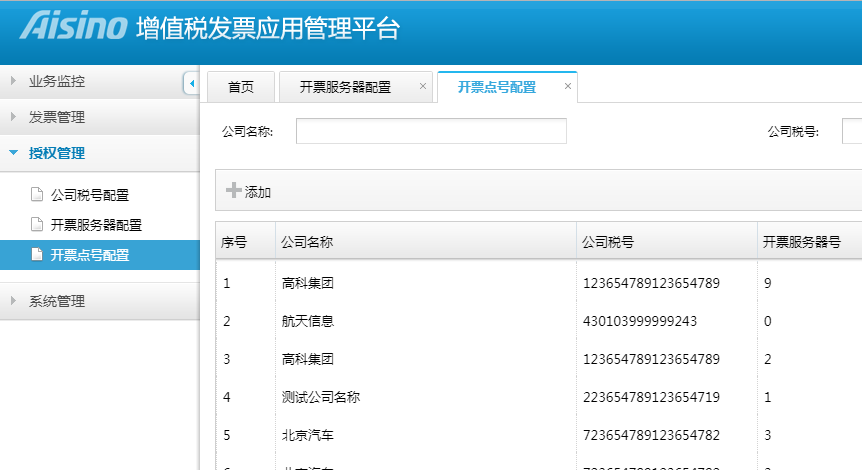 Aisino 增值税发票应用管理平台
业务监控
发票管理
授权管理
公司税号配置
开票服务器配置
开票点号配置
系统管理
首页 开票服务器配置 × 开票点号配置 ×
公司名称: 公司税号:
添加
序号 公司名称 公司税号 开票服务器号
1 高科集团 123654789123654789 9
2 航天信息 430103999999243 0
3 高科集团 123654789123654789 2
4 测试公司名称 223654789123654719 1
5 北京汽车 723654789123654782 3